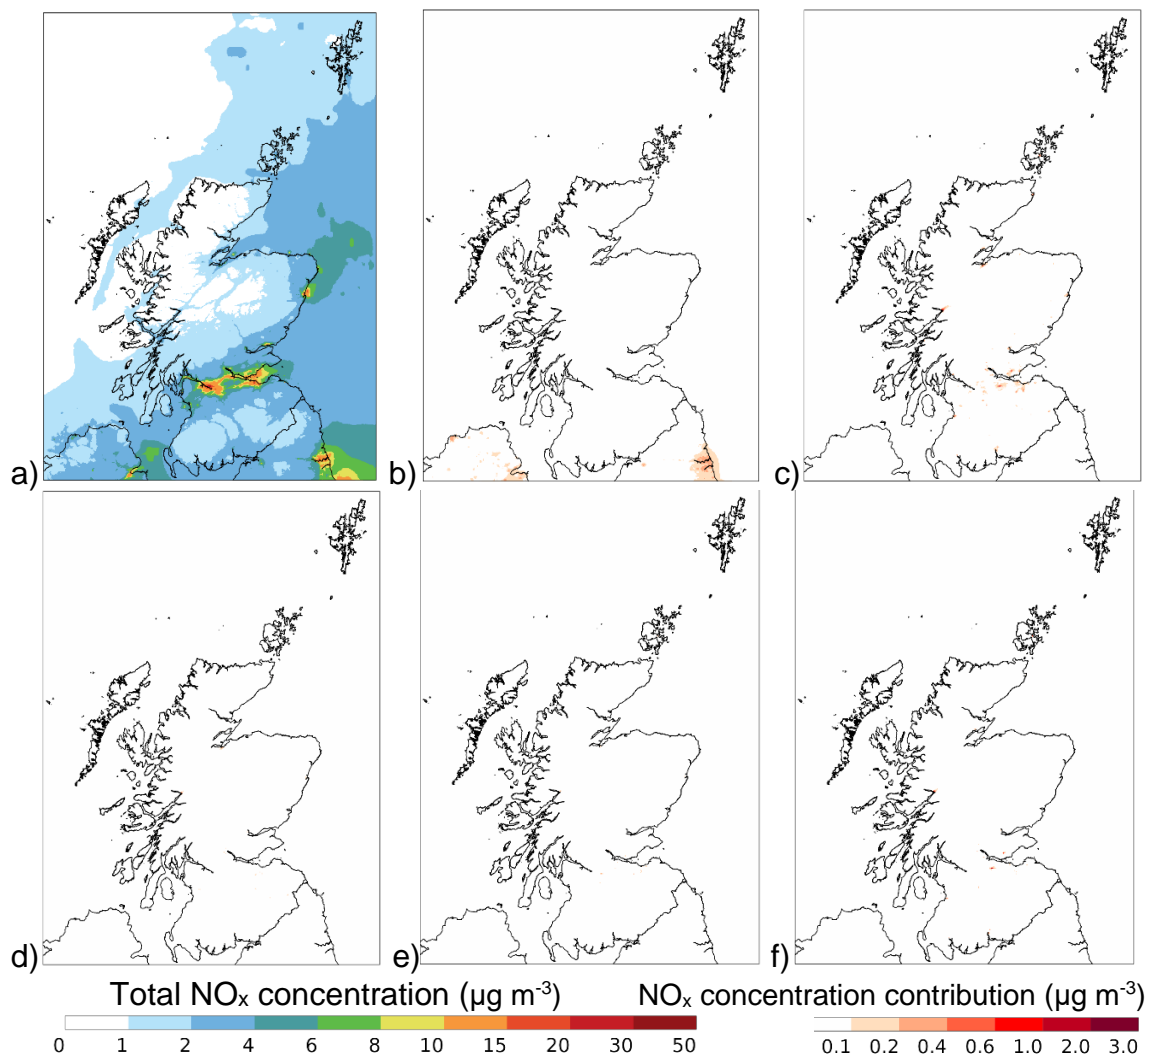 a)
b)
c)
d)
e)
f)
Total NOx concentration (µg m-3)
NOx concentration contribution (µg m-3)
0 1 2 4 6 8 10 15 20 30 50
0.1 0.2 0.4 0.6 1.0 2.0 3.0